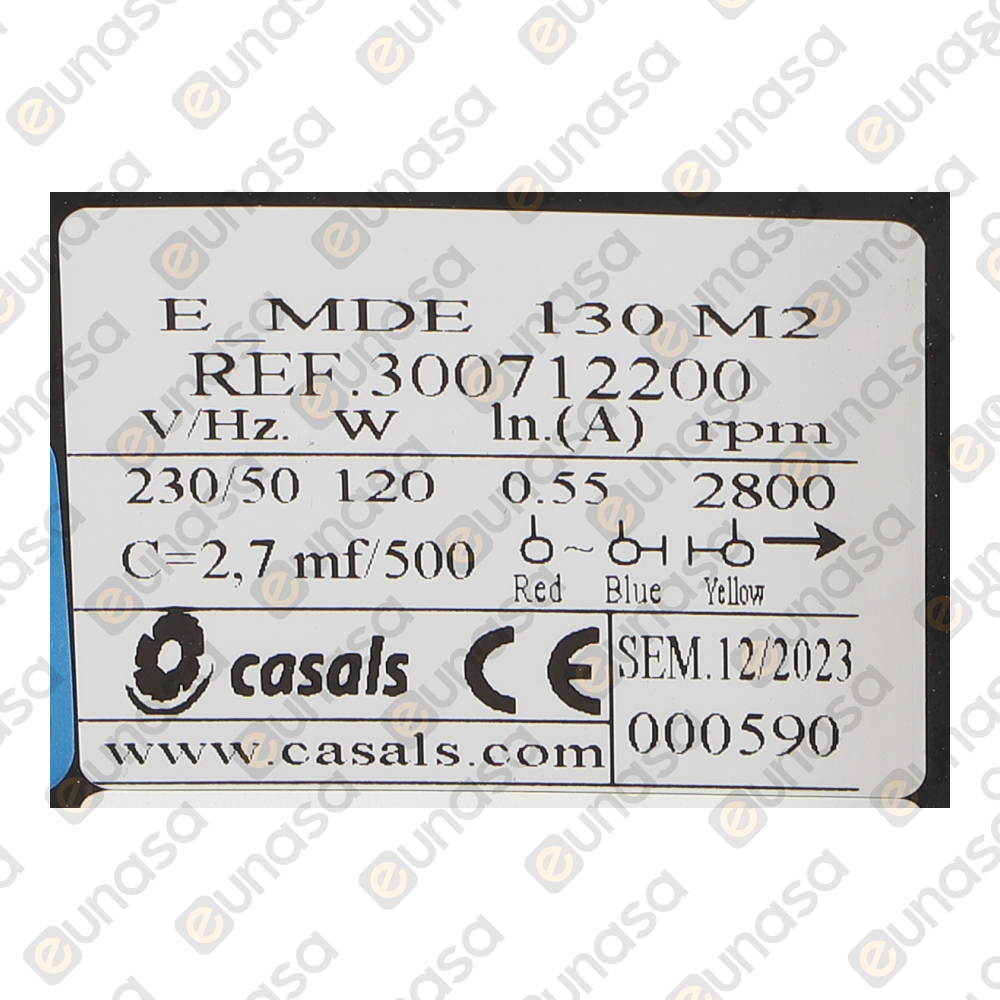 E_MDE 130 M2
REF.300712200
V/Hz. W ln.(A) rpm
230/50 120 0.55 2800
C=2,7 mf/500 ~
Red Blue Yellow
casals CE
SEM.12/2023
www.casals.com
000590
eunasa